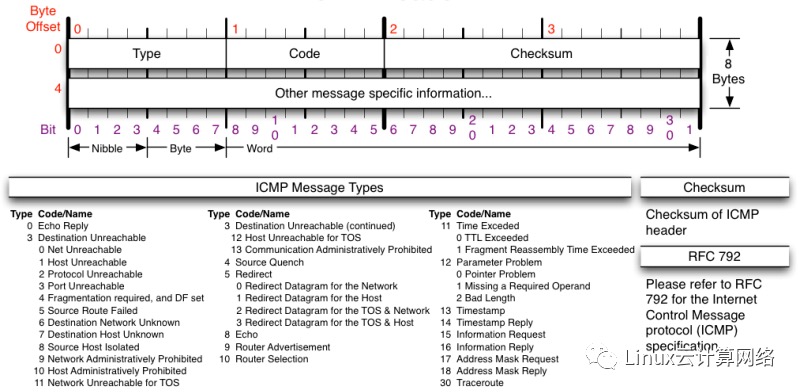 Byte
Offset
0
1
2
3
0
Type
Code
Checksum
8
Bytes
4
Other message specific information...
Bit
0 1 2 3 4 5 6 7 8 9 10 1 2 3 4 5 6 7 8 9 20 1 2 3 4 5 6 7 8 9 30 1
Nibble
Byte
Word
ICMP Message Types
Type Code/Name
0 Echo Reply
3 Destination Unreachable
0 Net Unreachable
1 Host Unreachable
2 Protocol Unreachable
3 Port Unreachable
4 Fragmentation required, and DF set
5 Source Route Failed
6 Destination Network Unknown
7 Destination Host Unknown
8 Source Host Isolated
9 Network Administratively Prohibited
10 Host Administratively Prohibited
11 Network Unreachable for TOS
Type Code/Name
3 Destination Unreachable (continued)
12 Host Unreachable for TOS
13 Communication Administratively Prohibited
4 Source Quench
5 Redirect
0 Redirect Datagram for the Network
1 Redirect Datagram for the Host
2 Redirect Datagram for the TOS & Network
3 Redirect Datagram for the TOS & Host
8 Echo
9 Router Advertisement
10 Router Selection
Type Code/Name
11 Time Exceeded
0 TTL Exceeded
1 Fragment Reassembly Time Exceeded
12 Parameter Problem
0 Pointer Problem
1 Missing a Required Operand
2 Bad Length
13 Timestamp
14 Timestamp Reply
15 Information Request
16 Information Reply
17 Address Mask Request
18 Address Mask Reply
30 Traceroute
Checksum
Checksum of ICMP
header
RFC 792
Please refer to RFC
792 for the Internet
Control Message
protocol (ICMP)
specification.
Linux云计算网络